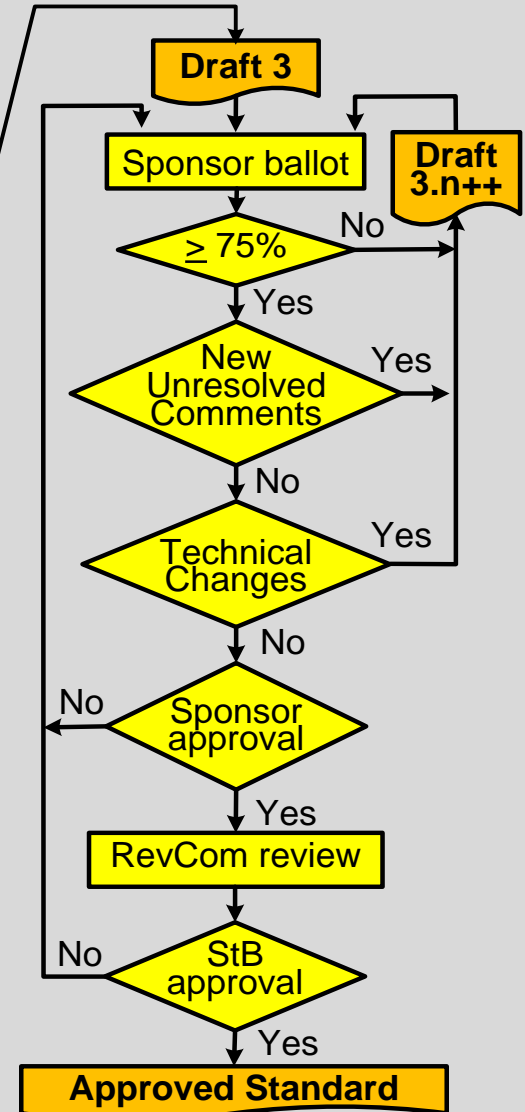 Draft 3
Sponsor ballot
Draft
3.n++
≥ 75%
No
Yes
New
Unresolved
Comments
Yes
No
Technical
Changes
Yes
No
Sponsor
approval
No
Yes
RevCom review
StB
approval
No
Yes
Approved Standard